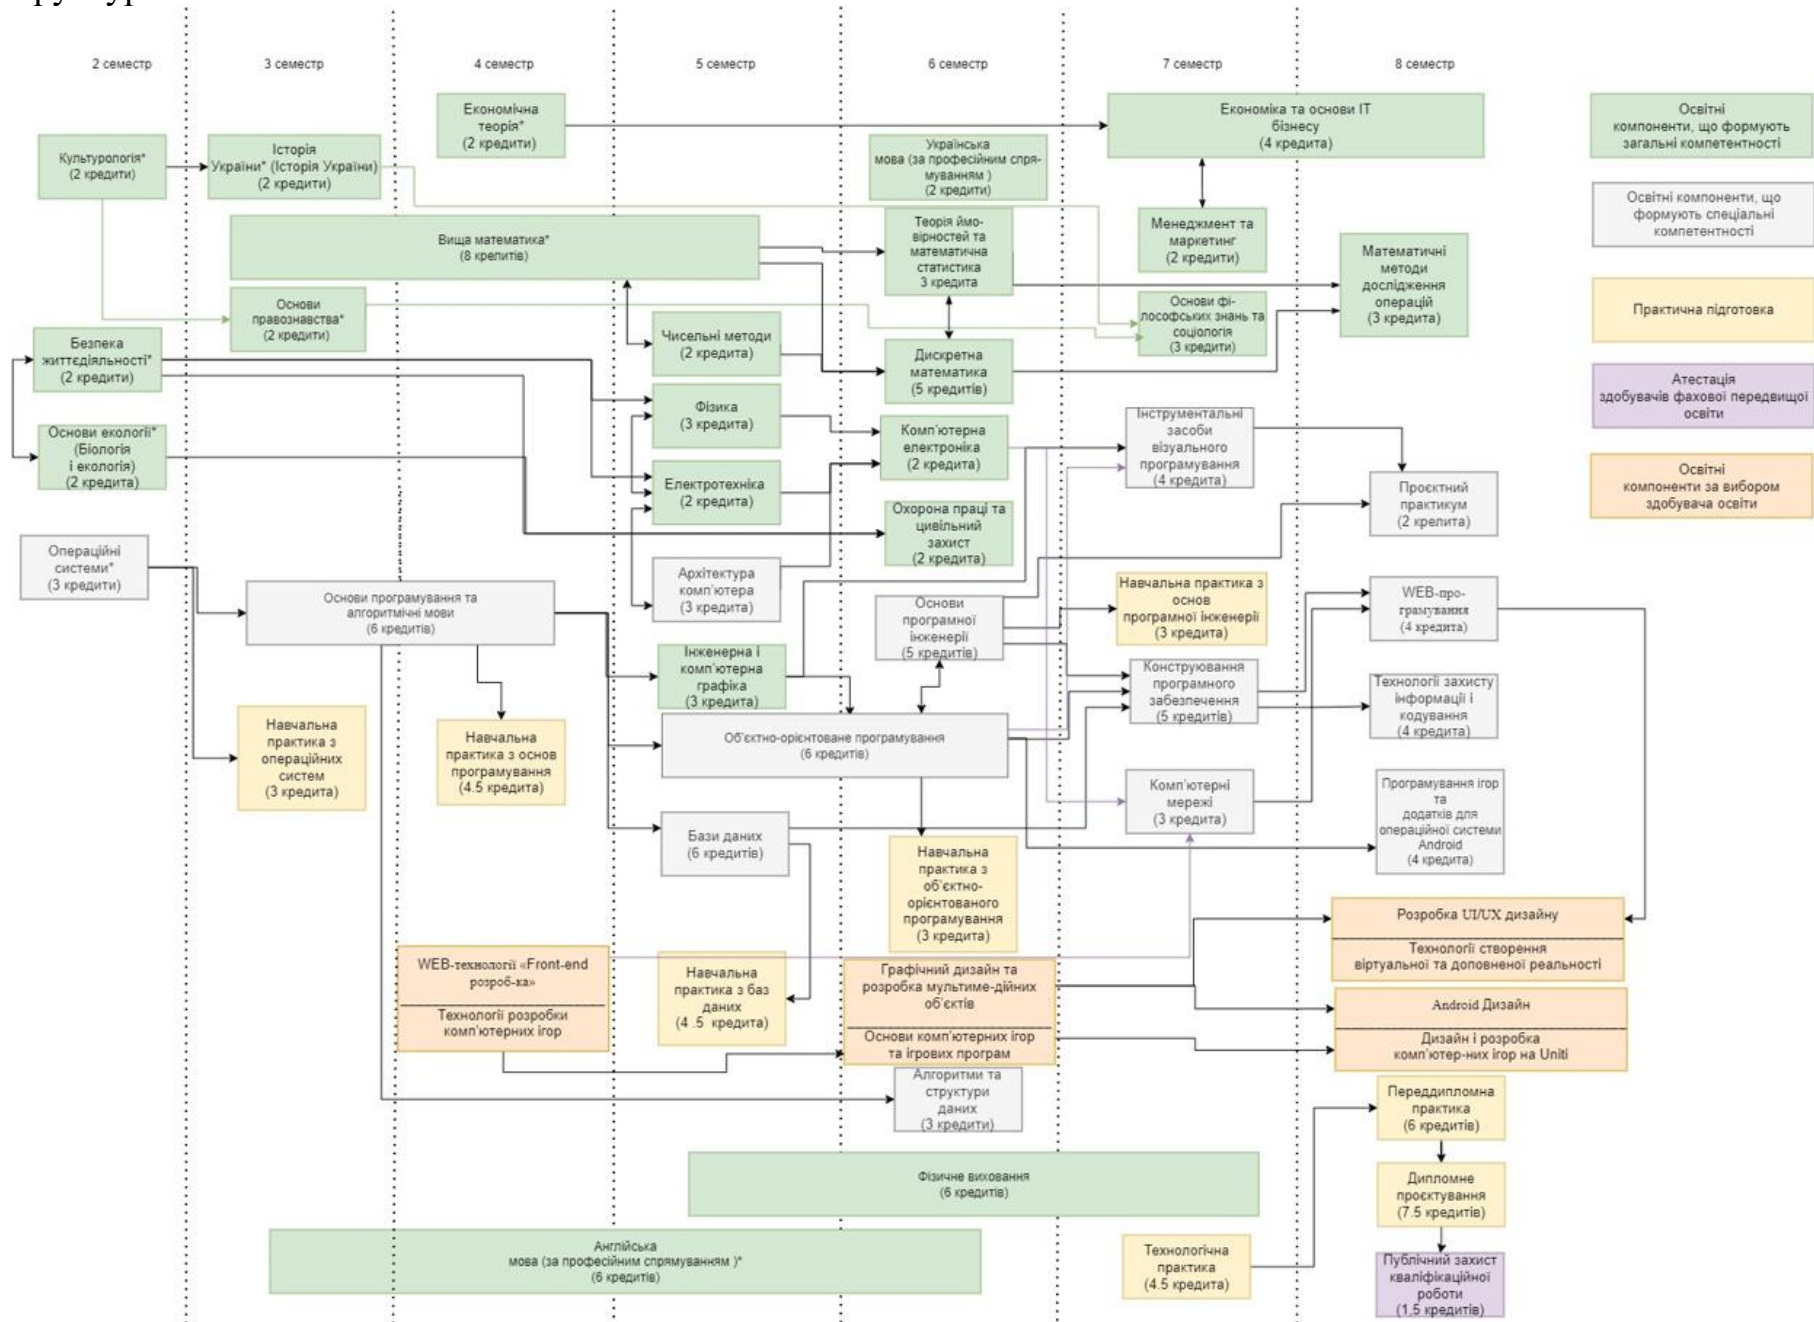 2 семестр
3 семестр
4 семестр
5 семестр
6 семестр
7 семестр
8 семестр
Культурологія*
(2 кредити)
Безпека
життєдіяльності*
(2 кредити)
Основи екології*
(Біологія
і екологія)
(2 кредита)
Операційні
системи*
(3 кредити)
Історія
України* (Історія України)
(2 кредити)
Вища математика*
(8 крепитів)
Основи
правознавства*
(2 кредити)
Основи програмування та
алгоритмічні мови
(6 кредитів)
Навчальна
практика з
операційних
систем
(3 кредита)
Економічна
теорія*
(2 кредити)
Навчальна
практика з основ
програмування
(4.5 кредита)
WEB-технології «Front-end
розроб-ка»
Технології розробки
комп'ютерних ігор
Чисельні методи
(2 кредита)
Фізика
(3 кредита)
Електротехніка
(2 кредита)
Архітектура
комп'ютера
(3 кредита)
Інженерна і
комп'ютерна
графіка
(3 кредита)
Об'єктно-орієнтоване програмування
(6 кредитів)
Бази даних
(6 кредитів)
Навчальна
практика з баз
даних
(4 .5 кредита)
Українська
мова (за професійним спря-
муванням )
(2 кредити)
Теорія ймо-
вірностей та
математична
статистика
3 кредита
Дискретна
математика
(5 кредитів)
Комп'ютерна
електроніка
(2 кредита)
Охорона праці та
цивільний
захист
(2 кредита)
Основи
програмної
інженерії
(5 кредитів)
Навчальна
практика з
об'єктно-
орієнтованого
програмування
(3 кредита)
Графічний дизайн та
розробка мультиме-дійних
об'єктів
Основи комп'ютерних ігор
та ігрових програм
Алгоритми та
структури
даних
(3 кредити)
Фізичне виховання
(6 кредитів)
Англійська
мова (за професійним спрямуванням )*
(6 кредитів)
Економіка та основи ІТ
бізнесу
(4 кредита)
Менеджмент та
маркетинг
(2 кредити)
Основи фі-
лософських знань та
соціологія
(3 кредити)
Інструментальні
засоби
візуального
програмування
(4 кредита)
Навчальна практика з
основ
програмної інженерії
(3 кредита)
Конструювання
програмного
забезпечення
(5 кредитів)
Комп'ютерні
мережі
(3 кредита)
Технологічна
практика
(4.5 кредита)
Математичні
методи
дослідження
операцій
(3 кредита)
Проєктний
практикум
(2 крелита)
WEB-про-
грамування
(4 кредита)
Технології захисту
інформації і
кодування
(4 кредита)
Програмування ігор
та
додатків для
операційної системи
Android
(4 кредита)
Розробка UI/UX дизайну
Технології створення
віртуальної та доповненої реальності
Android Дизайн
Дизайн і розробка
комп'ютер-них ігор на Uniti
Переддипломна
практика
(6 кредитів)
Дипломне
проєктування
(7.5 кредитів)
Публічний захист
кваліфікаційної
роботи
(1,5 кредитів)
Освітні
компоненти, що формують
загальні компетентності
Освітні компоненти, що
формують спеціальні
компетентності
Практична підготовка
Атестація
здобувачів фахової передвищої
освіти
Освітні
компоненти за вибором
здобувача освіти